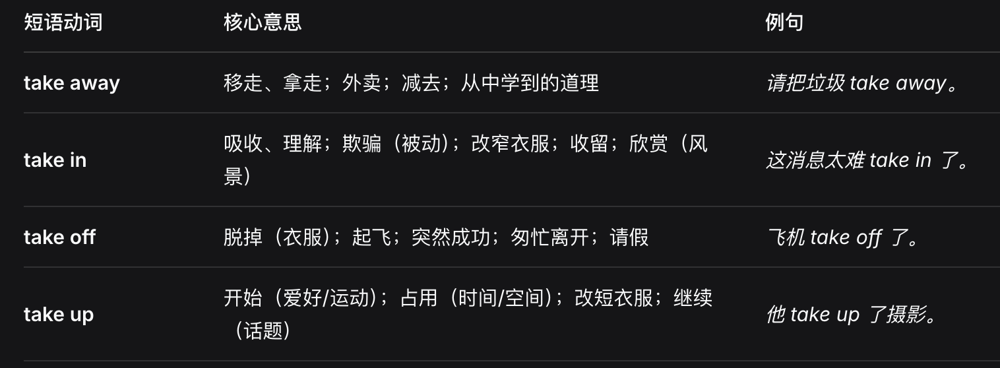 短语动词 核心意思 例句
take away 移走、拿走；外卖；减去；从中学到的道理 请把垃圾 take away。
吸收、理解；欺骗（被动）；改窄衣服；收留；欣赏（风
take in 这消息太难 take in 了。
景）
take off 脱掉（衣服）；起飞；突然成功；匆忙离开；请假 飞机 take off 了。
开始（爱好/运动）；占用（时间/空间）；改短衣服；继续
take up 他 take up 了摄影。
（话题）